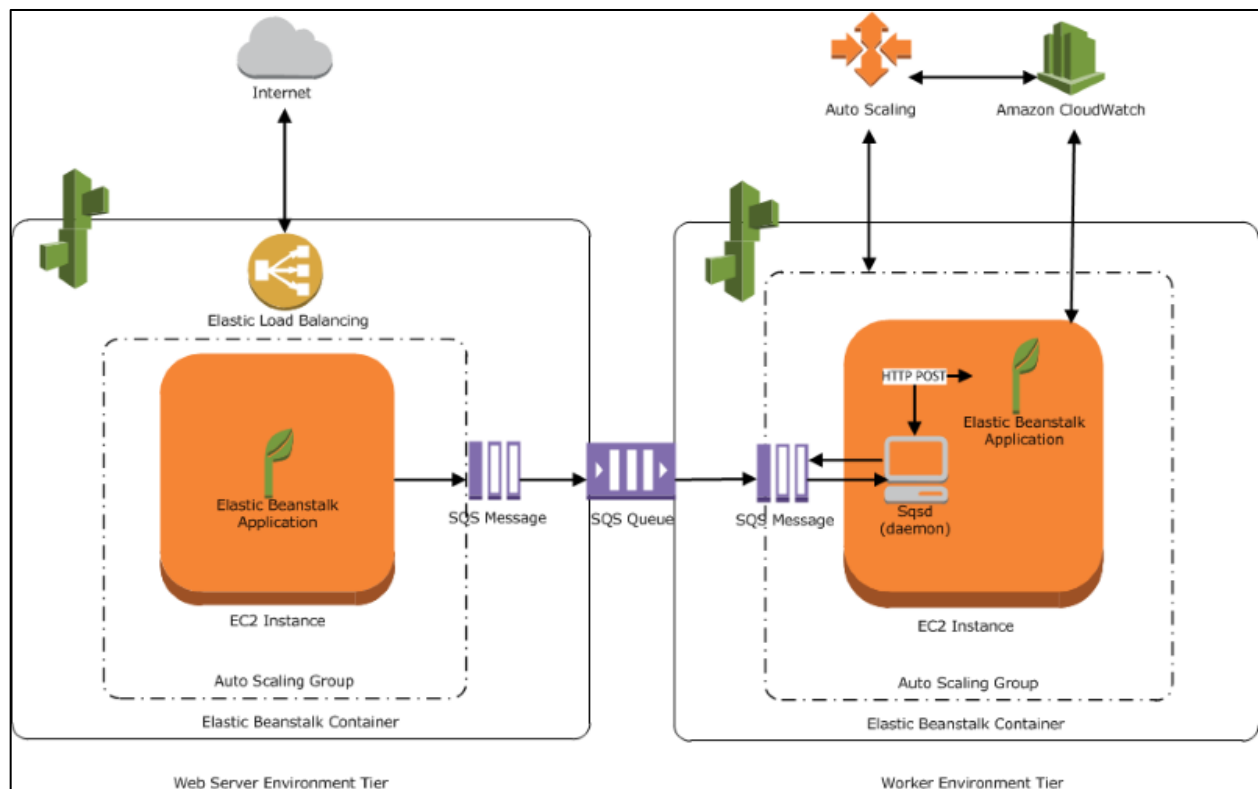 Internet
Auto Scaling
Amazon CloudWatch
Elastic Load Balancing
HTTP POST
Elastic Beanstalk
Application
Elastic Beanstalk
Application
SQS Message
SQS Queue
SQS Message
Sqsd
(daemon)
EC2 Instance
EC2 Instance
Auto Scaling Group
Auto Scaling Group
Elastic Beanstalk Container
Elastic Beanstalk Container
Web Server Environment Tier
Worker Environment Tier